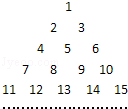 1
2 3
4 5 6
7 8 9 10
11 12 13 14 15
....................